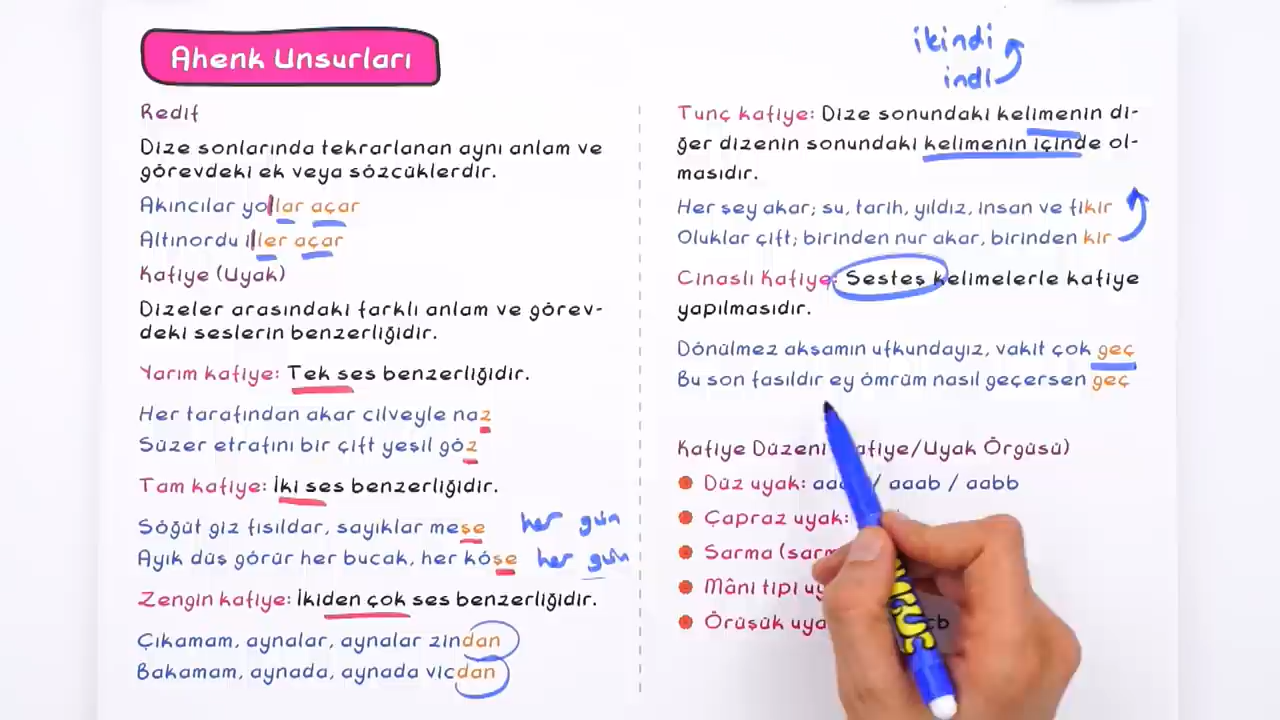 Ahenk Unsurları
Redif
Dize sonlarında tekrarlanan aynı anlam ve
görevdeki ek veya sözcüklerdir.
Akıncılar yollar açar
Altınordu iller açar
Kafiye (Uyak)
Dizeler arasındaki farklı anlam ve görev-
deki seslerin benzerliğidir.
Yarım kafiye: Tek ses benzerliğidir.
Her tarafından akar cilveyle naz
Süzer etrafını bir çift yeşil göz
Tam kafiye: İki ses benzerliğidir.
Söğüt giz fısıldar, sayıklar meşe her gün
Ayık düş görür her bucak, her köşe her gün
Zengin kafiye: İkiden çok ses benzerliğidir.
Çıkamam, aynalar, aynalar zindan
Bakamam, aynada, aynada vicdan
ikindi
indi
Tunç kafiye: Dize sonundaki kelimenin di-
ğer dizenin sonundaki kelimenin içinde ol-
masıdır.
Her şey akar; su, tarih, yıldız, insan ve fikir
Oluklar çift; birinden nur akar, birinden kir
Cinaslı Kafiye: Sesteş kelimelerle kafiye
yapılmasıdır.
Dönülmez akşamın ufkundayız, vakit çok geç
Bu son fasıldır ey ömrüm nasıl geçersen geç
Kafiye Düzeni Kafiye/Uyak Örgüsü)
Düz uyak: / aaab / aabb
Çapraz uyak:
Sarma
Mâni tipi
Örüşük